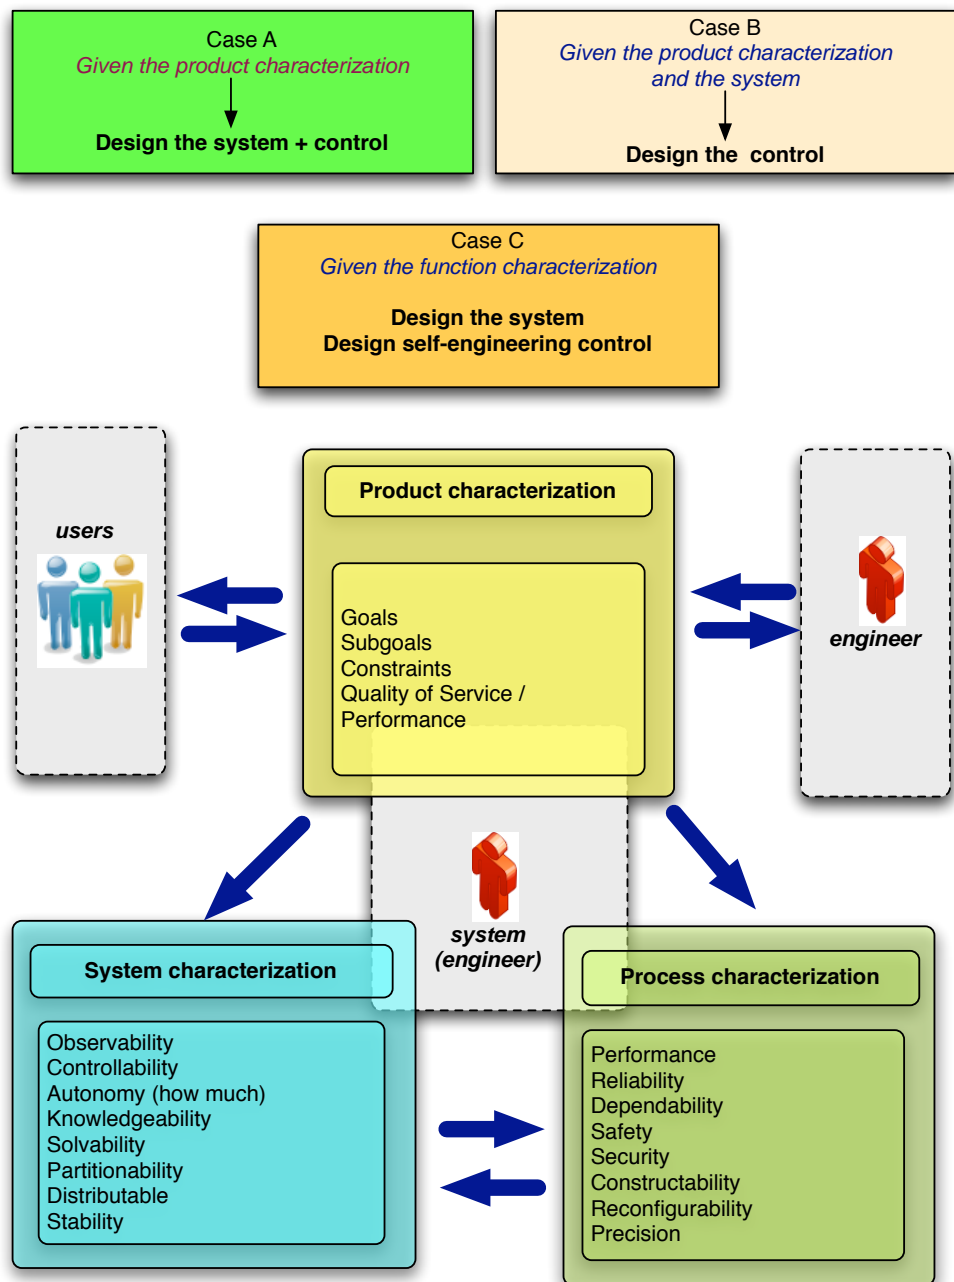 Case A
Given the product characterization
Design the system + control
Case B
Given the product characterization
and the system
Design the control
Case C
Given the function characterization
Design the system
Design self-engineering control
users
Product characterization
Goals
Subgoals
Constraints
Quality of Service /
Performance
engineer
system
(engineer)
System characterization
Observability
Controllability
Autonomy (how much)
Knowledgeability
Solvability
Partitionability
Distributable
Stability
Process characterization
Performance
Reliability
Dependability
Safety
Security
Constructability
Reconfigurability
Precision